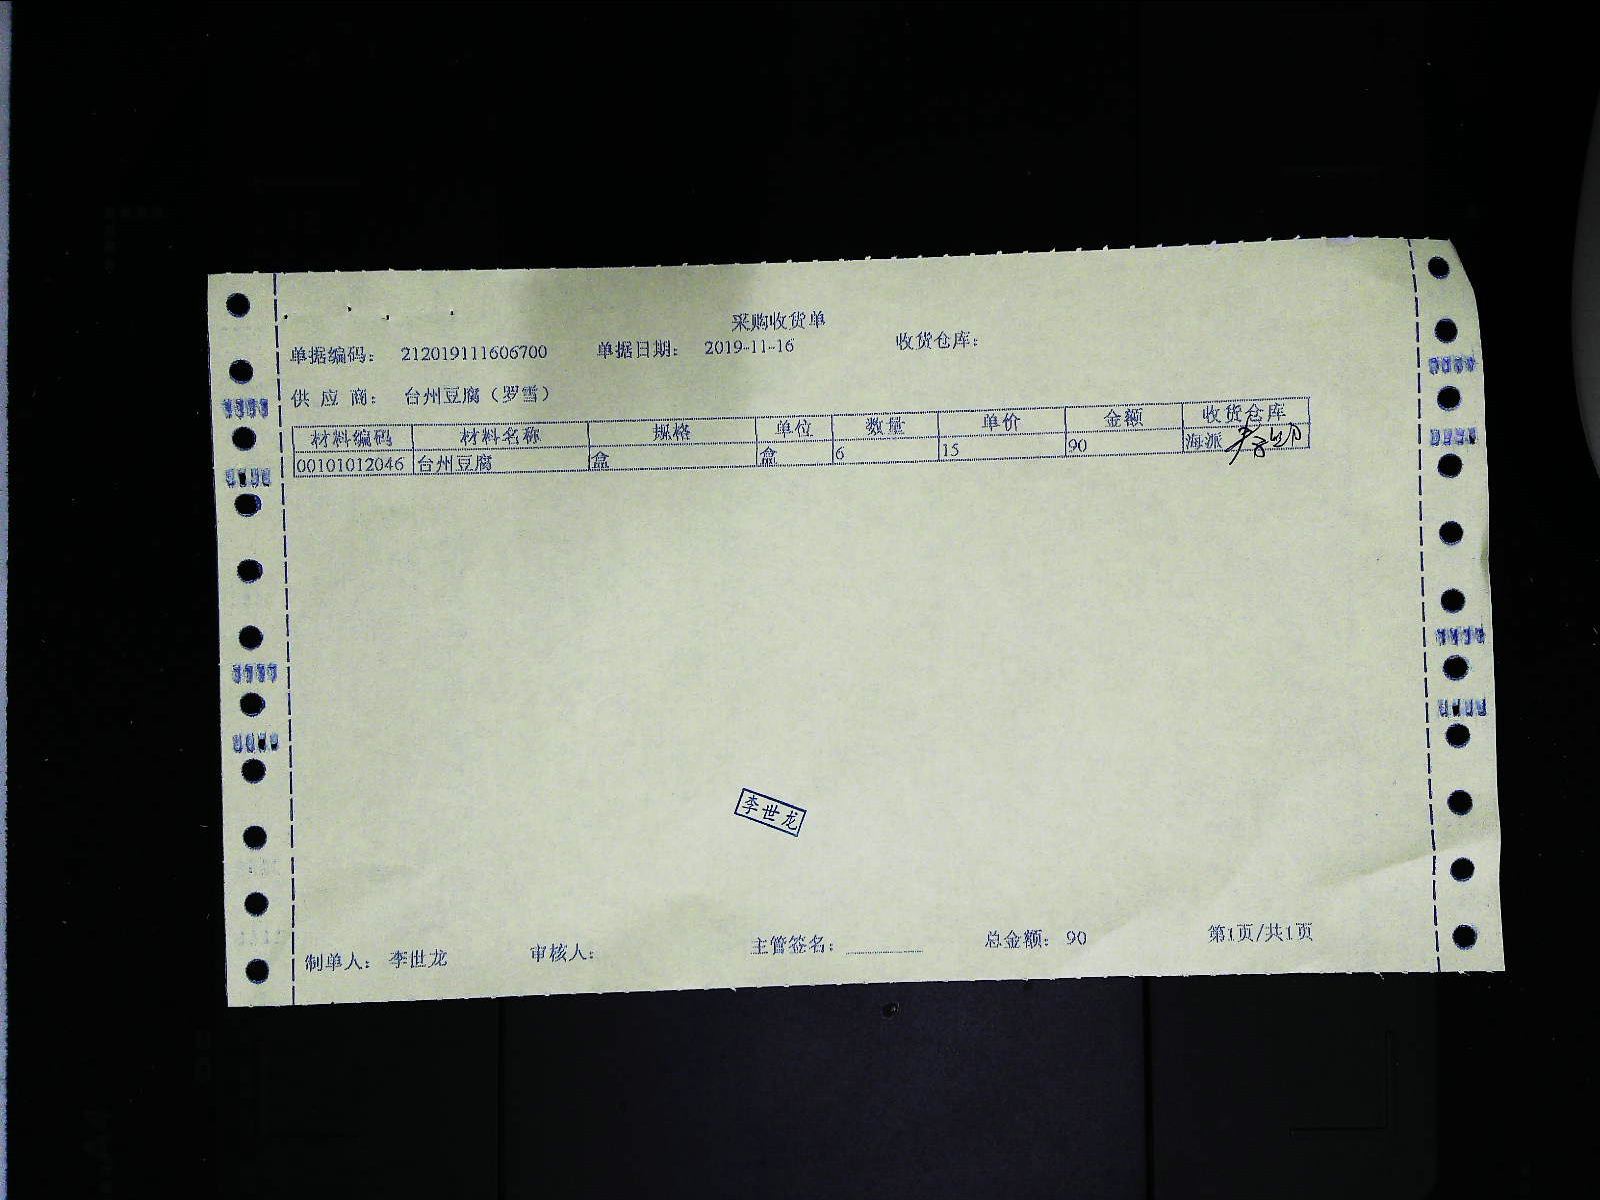 采购收货单
单据编码： 212019111606700 单据日期： 2019-11-16 收货仓库：
供 应 商： 台州豆腐（罗雪）
材料编码 材料名称 规格 单位 数量 单价 金额 收货仓库
00101012046 台州豆腐 盒 盒 6 15 90 海派
李世龙
制单人： 李世龙 审核人： 主管签名： 总金额： 90 第1页/共1页